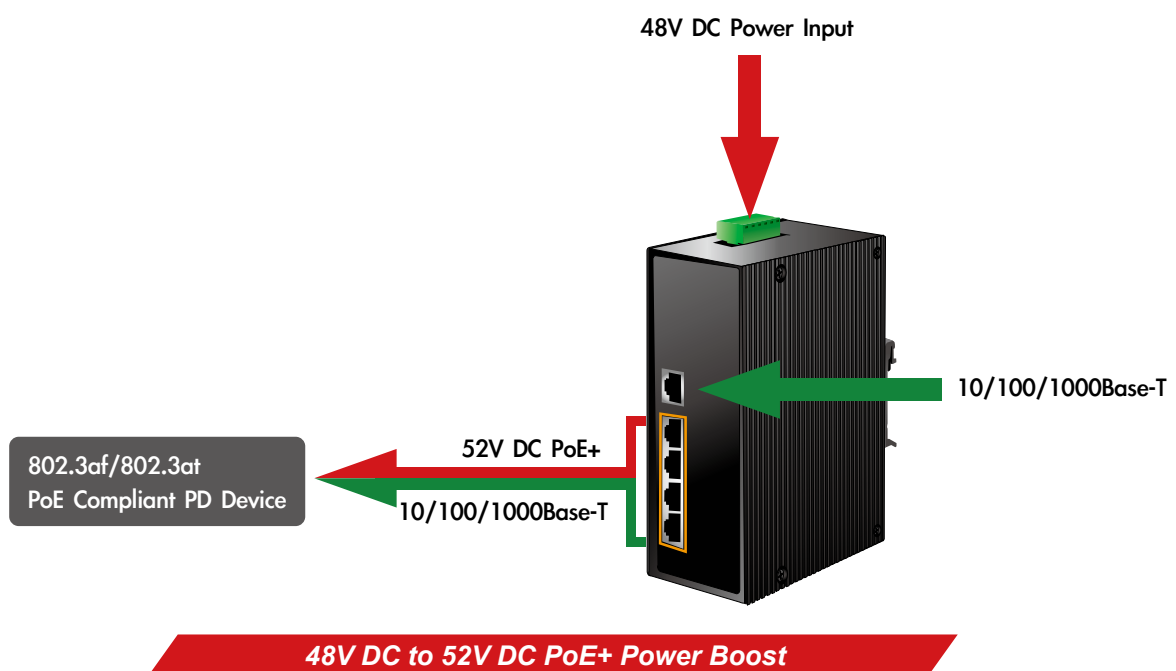 48V DC Power Input
10/100/1000Base-T
52V DC PoE+
802.3af/802.3at
PoE Compliant PD Device
10/100/1000Base-T
48V DC to 52V DC PoE+ Power Boost